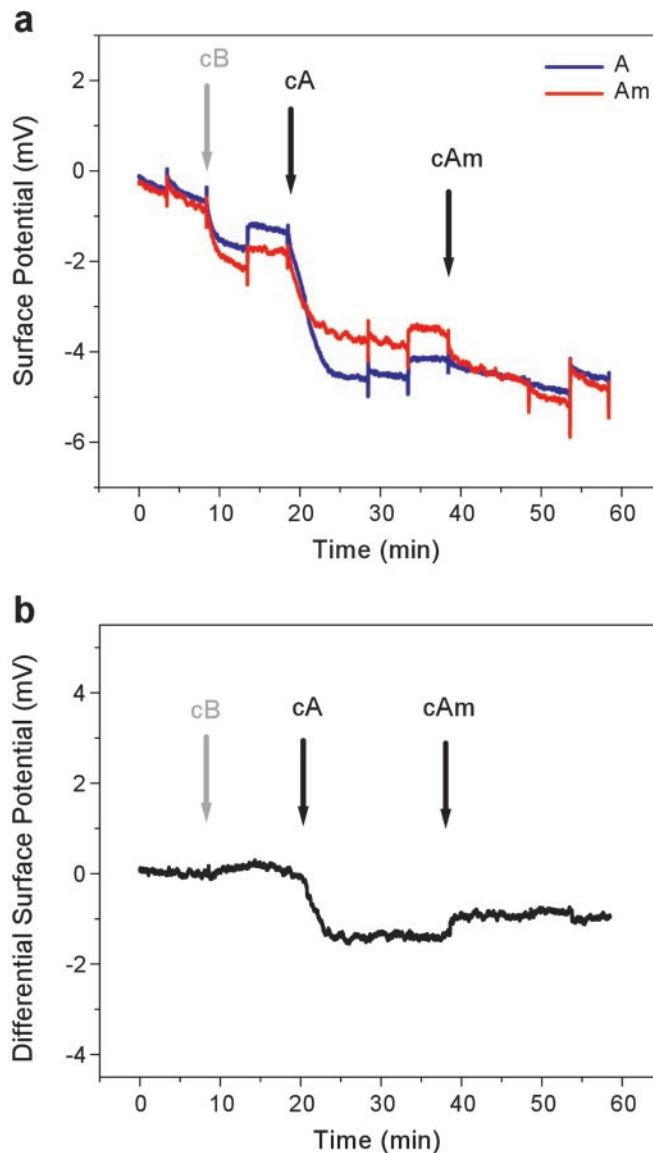 a
cB
cA
cAm
A
Am
2
0
-2
-4
-6
Surface Potential (mV)
0 10 20 30 40 50 60
Time (min)
b
cB
cA
cAm
4
2
0
-2
-4
Differential Surface Potential (mV)
0 10 20 30 40 50 60
Time (min)